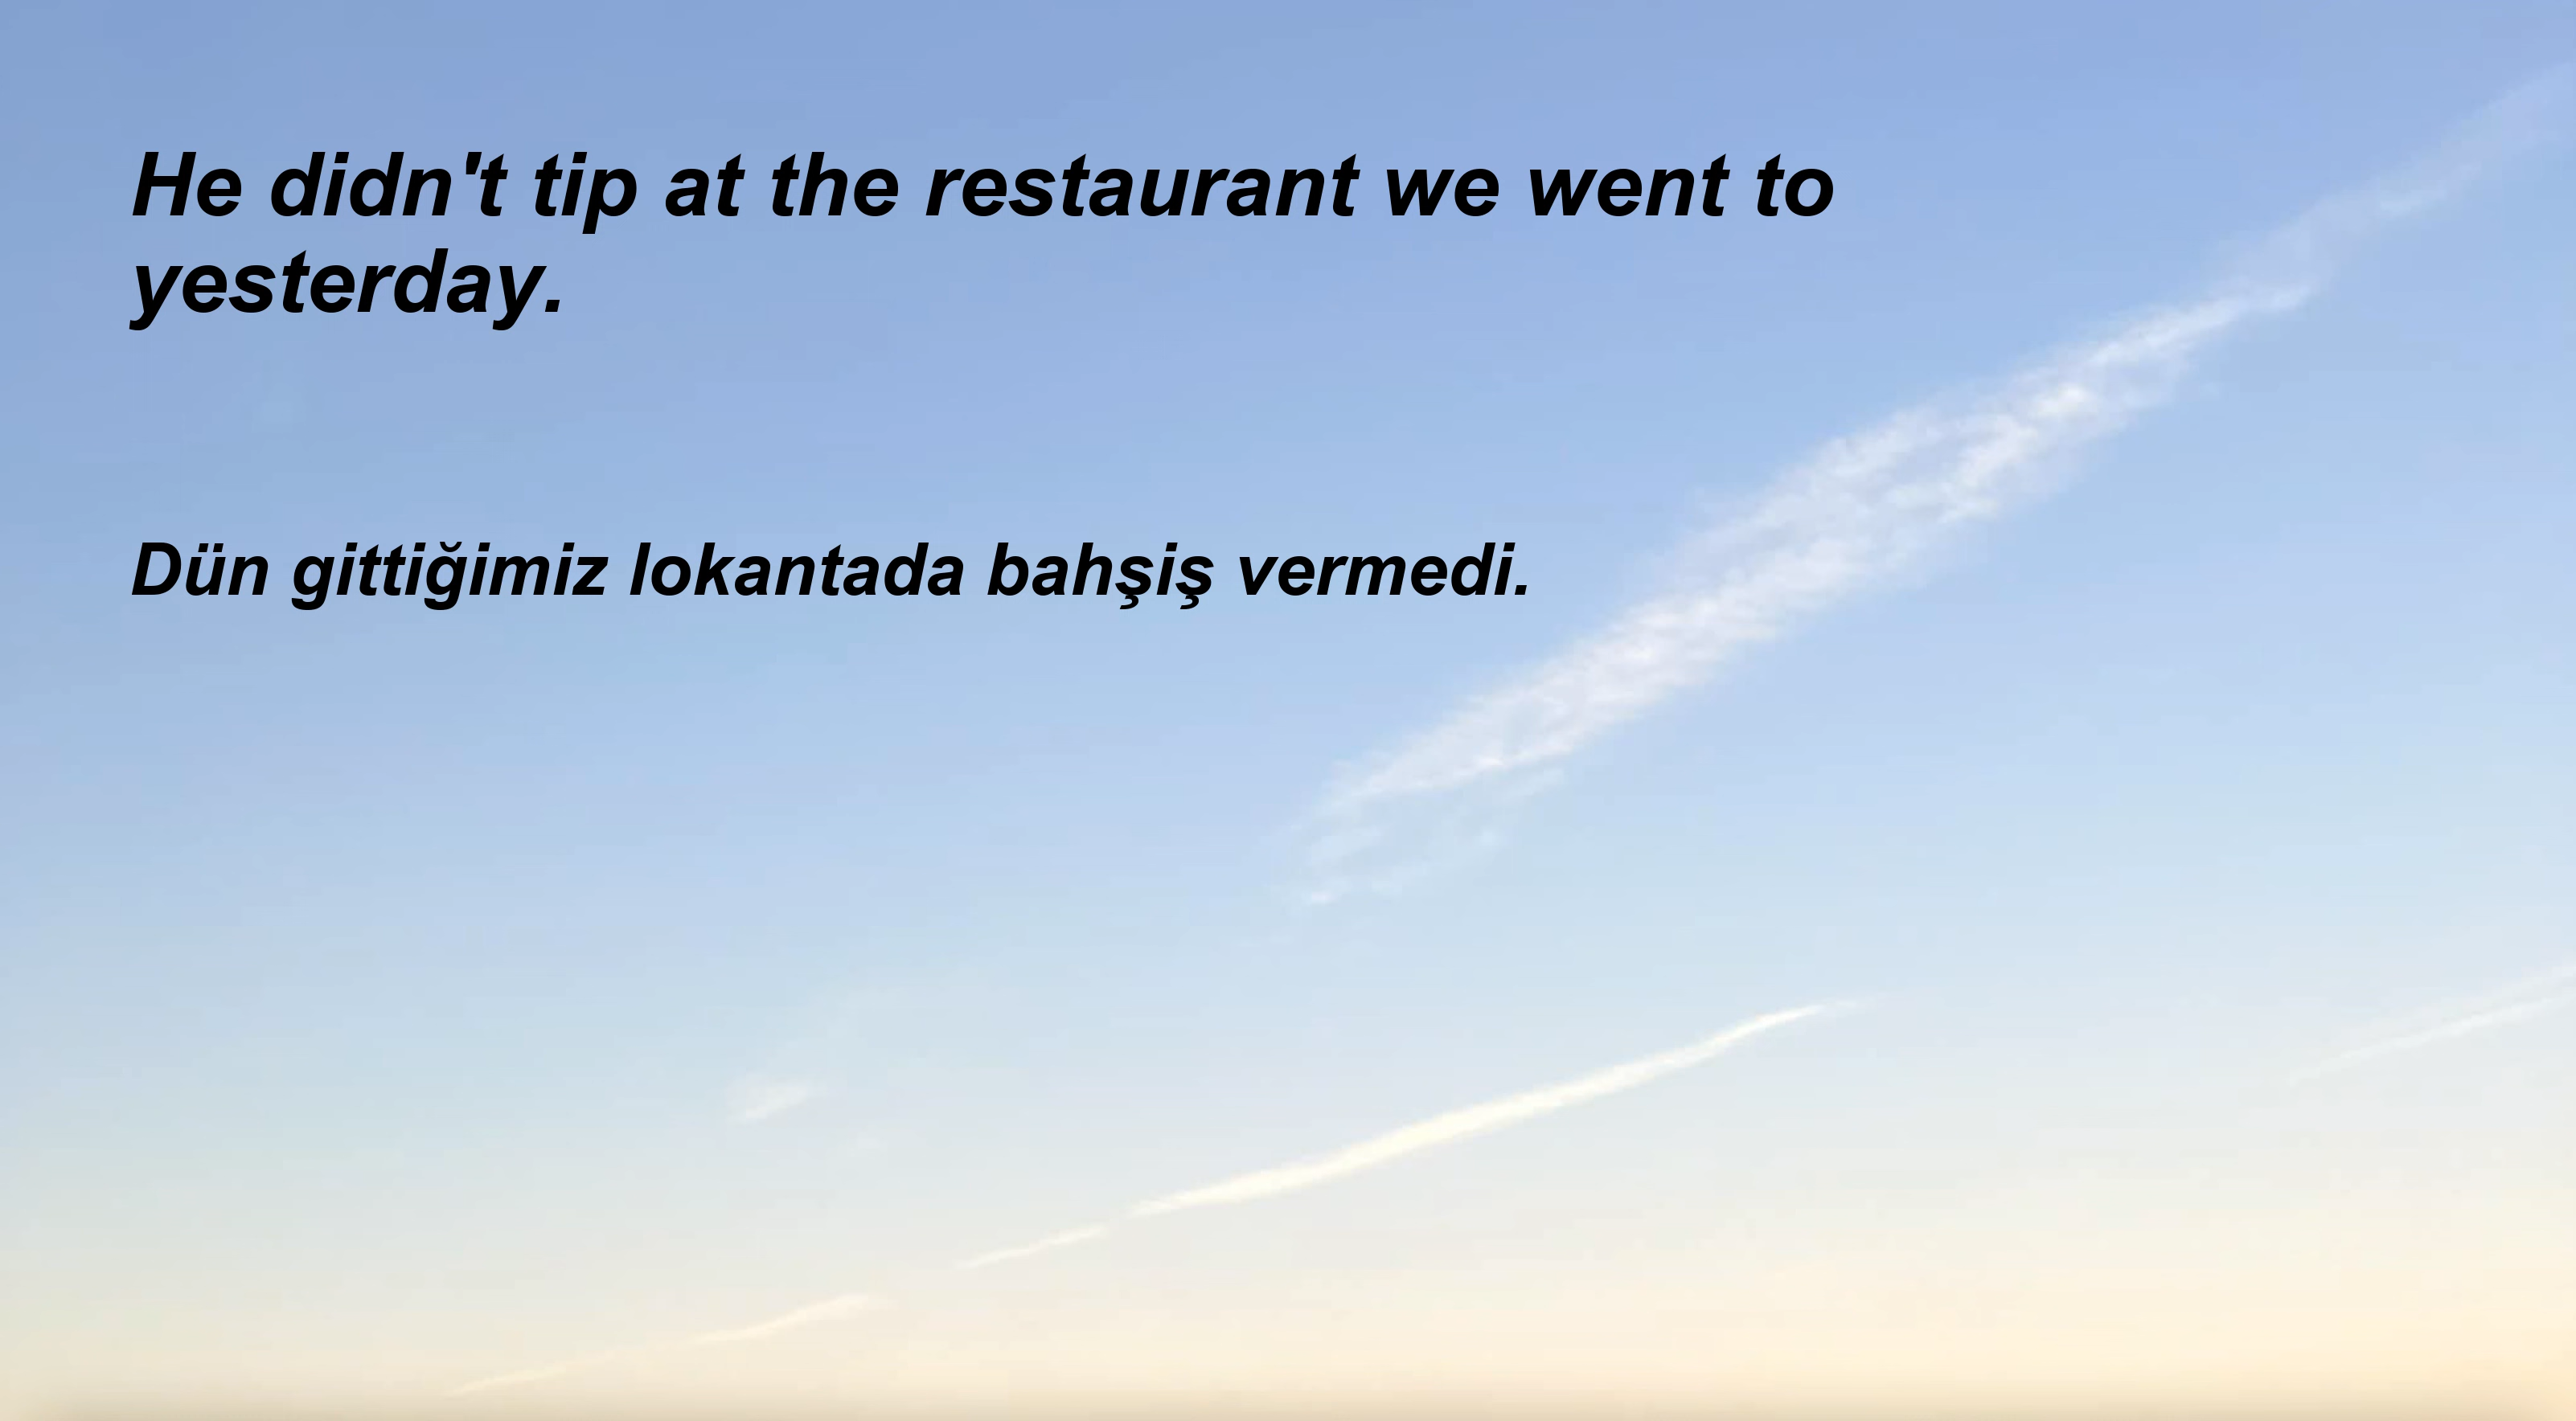 He didn't tip at the restaurant we went to
yesterday.
Dün gittiğimiz lokantada bahşiş vermedi.